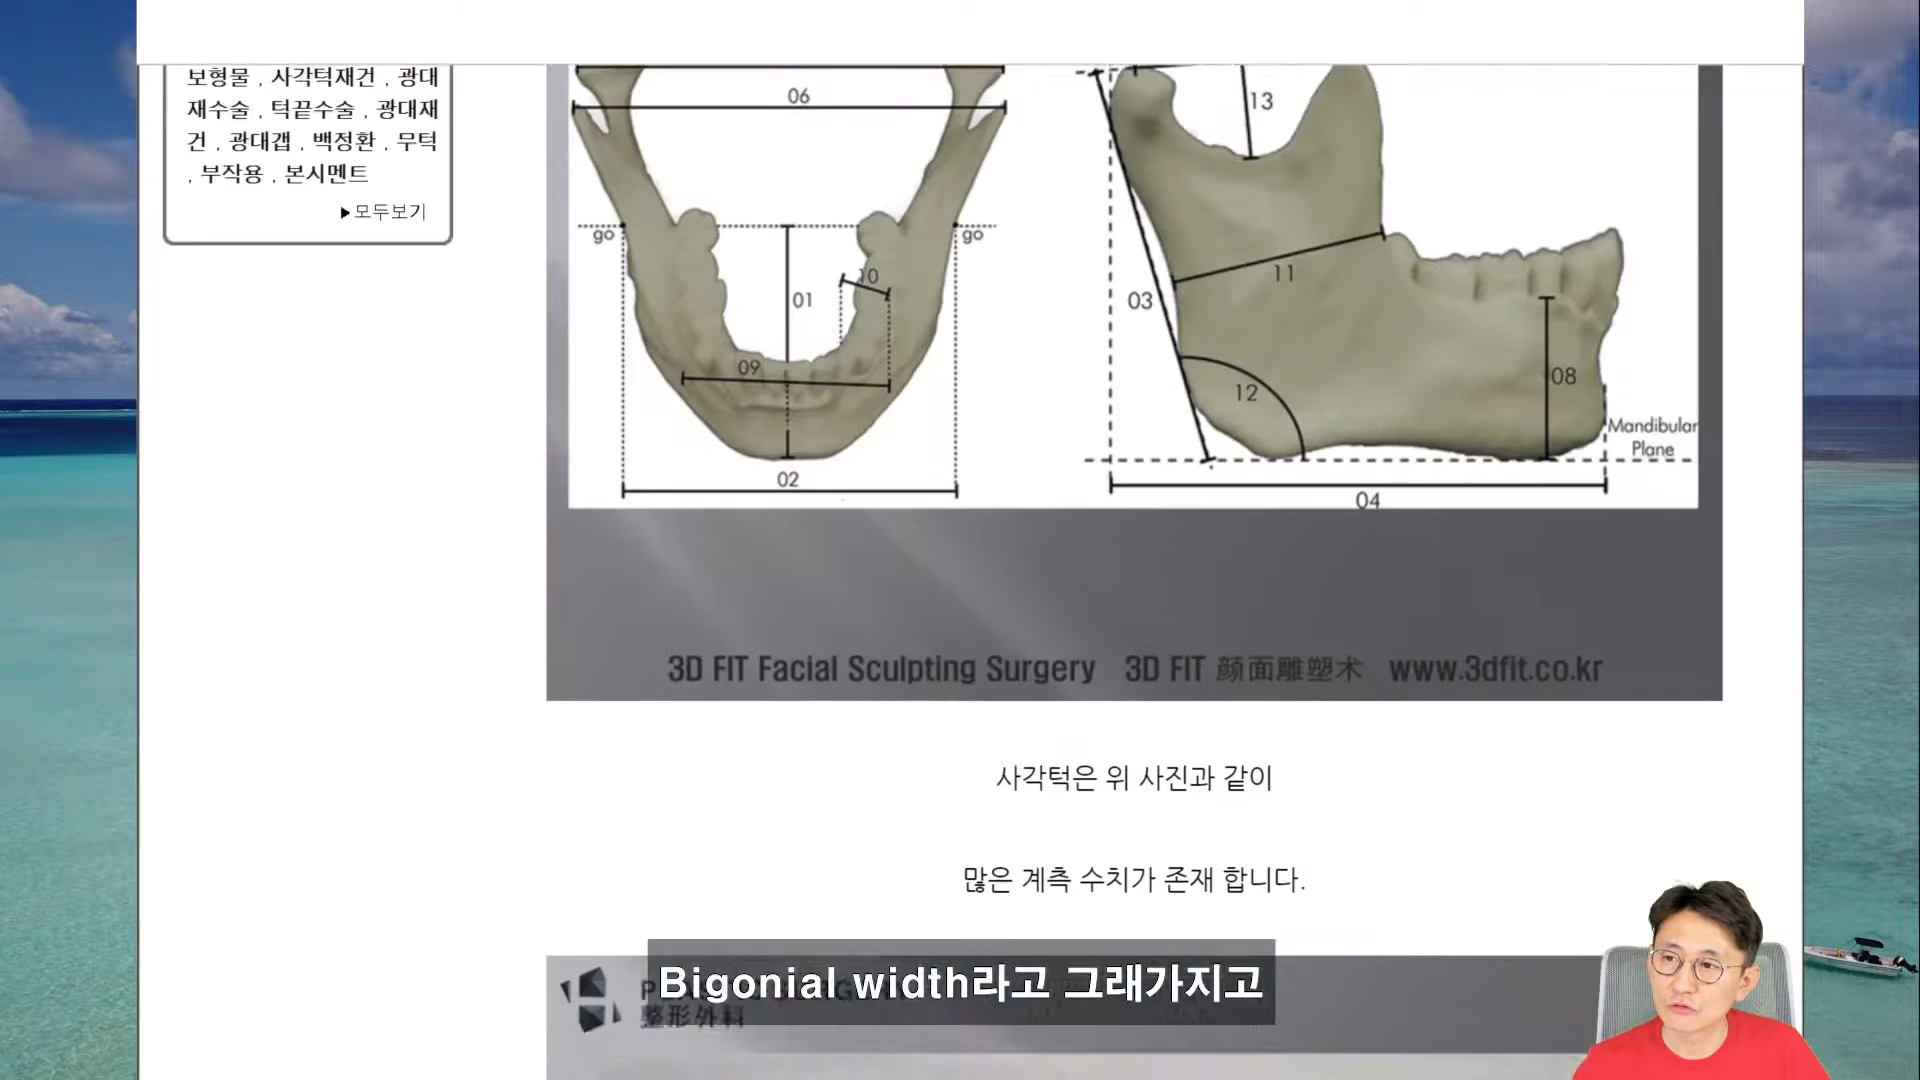 보형물 , 사각턱재건 , 광대
재수술 , 턱끝수술 , 광대재
건 , 광대갭 , 백정환 , 무턱
, 부작용 , 본시멘트
▶모두보기
06
go
go
10
01
09
02
13
11
03
12
08
Mandibular
Plane
04
3D FIT Facial Sculpting Surgery 3D FIT 顔面雕塑术 www.3dfit.co.kr
사각턱은 위 사진과 같이
많은 계측 수치가 존재 합니다.
Bigonial width라고 그래가지고
整形外科